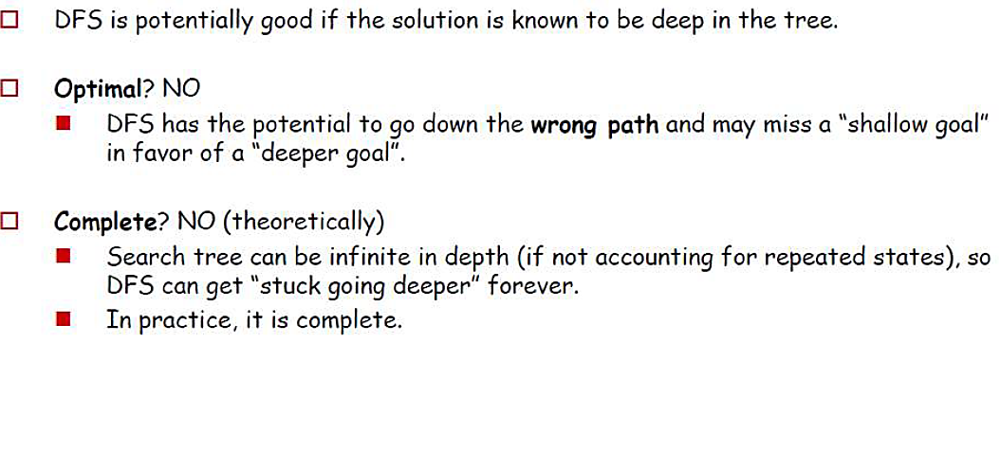 DFS is potentially good if the solution is known to be deep in the tree.
Optimal? NO
DFS has the potential to go down the wrong path and may miss a “shallow goal”
in favor of a “deeper goal”.
Complete? NO (theoretically)
Search tree can be infinite in depth (if not accounting for repeated states), so
DFS can get “stuck going deeper” forever.
In practice, it is complete.